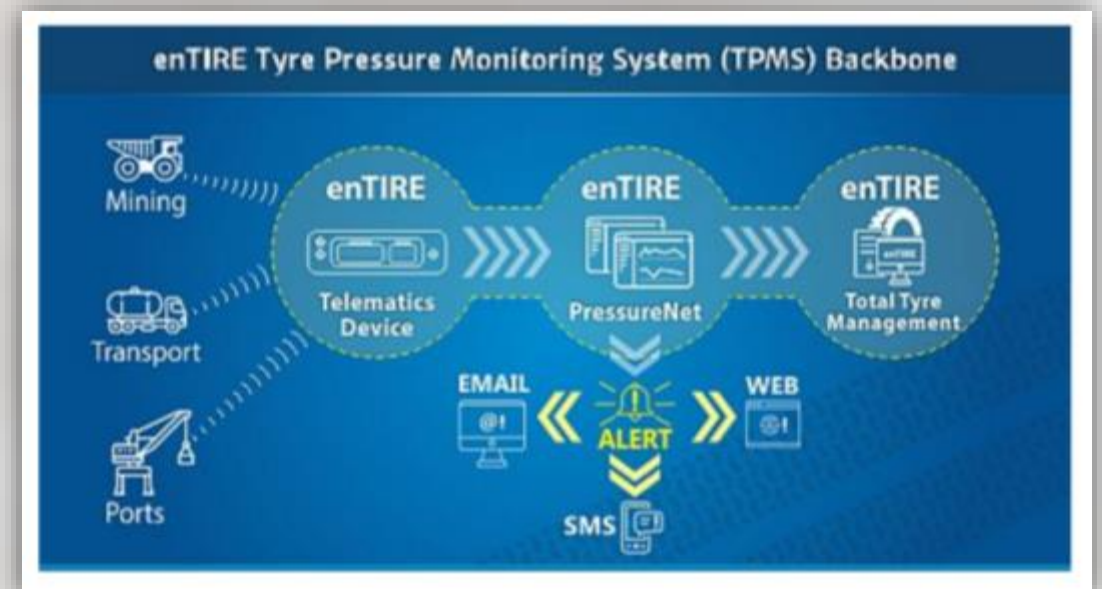 enTIRE Tyre Pressure Monitoring System (TPMS) Backbone
Mining
Transport
Ports
enTIRE
Telematics
Device
enTIRE
PressureNet
enTIRE
enTIRE
Total Tyre
Management
EMAIL
@!
ALERT
WEB
@!
SMS